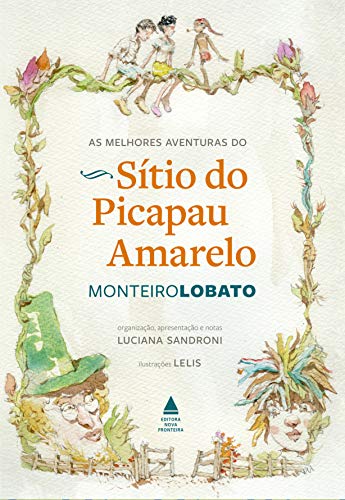 AS MELHORES AVENTURAS DO
Sítio do
Picapau
Amarelo
MONTEIROLOBATO
organização, apresentação e notas
LUCIANA SANDRONI
ilustrações LELIS
EDITORA
NOVA
FRONTEIRA